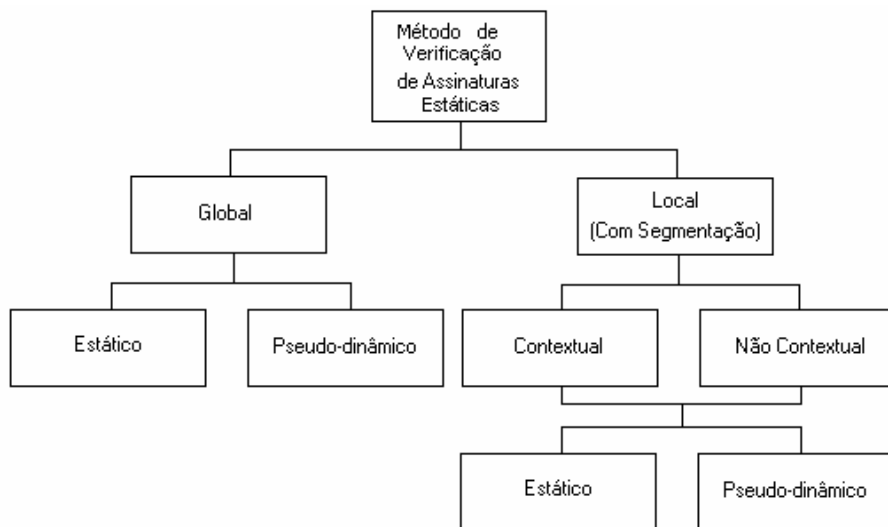 Método de
Verificação
de Assinaturas
Estáticas
Global
Local
(Com Segmentação)
Estático
Pseudo-dinâmico
Contextual
Não Contextual
Estático
Pseudo-dinâmico